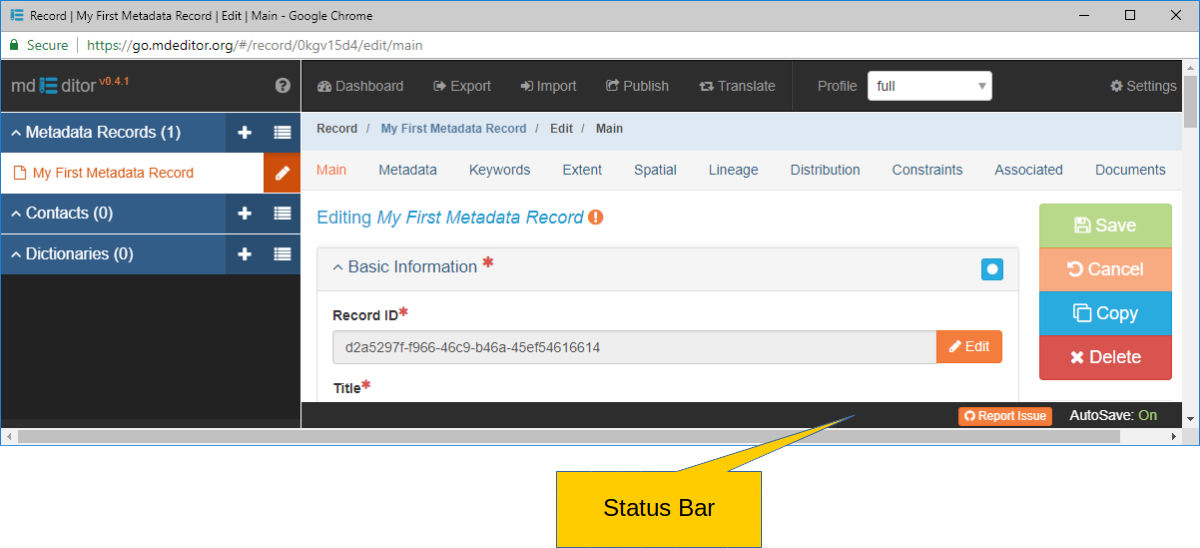 Record | My First Metadata Record | Edit | Main - Google Chrome
Secure https://go.mdeditor.org/#/record/0kgv15d4/edit/main
md Editor v0.4.1 Dashboard Export Import Publish Translate Profile full Settings
Metadata Records (1)
My First Metadata Record
Contacts (0)
Dictionaries (0)
Record / My First Metadata Record / Edit / Main
Main Metadata Keywords Extent Spatial Lineage Distribution Constraints Associated Documents
Editing My First Metadata Record
Basic Information *
Record ID*
d2a5297f-f966-46c9-b46a-45ef54616614 Edit
Title*
Save
Cancel
Copy
Delete
Report Issue AutoSave: On
Status Bar